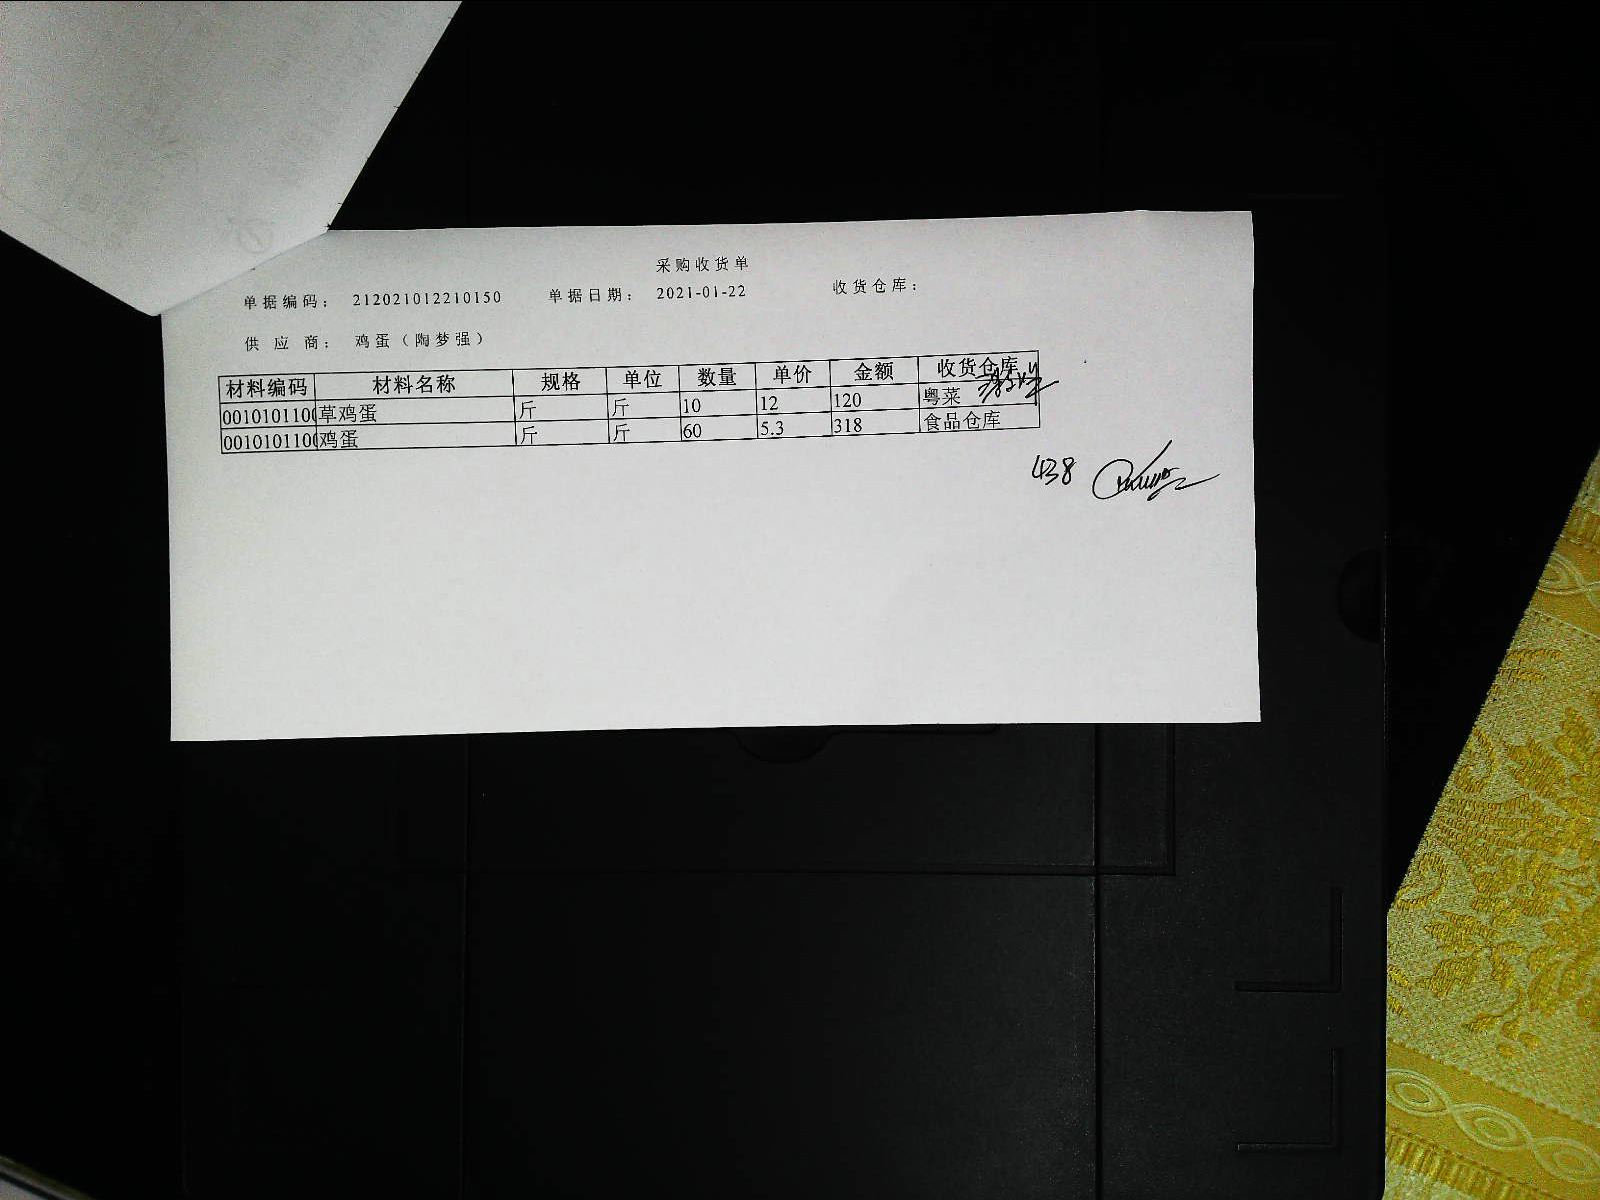 采购收货单
单据编码： 212021012210150 单据日期： 2021-01-22 收货仓库：
供应商： 鸡蛋（陶梦强）
材料编码 材料名称 规格 单位 数量 单价 金额 收货仓库
0010101100 草鸡蛋 斤 斤 10 12 120 粤菜
0010101100 鸡蛋 斤 斤 60 5.3 318 食品仓库
438